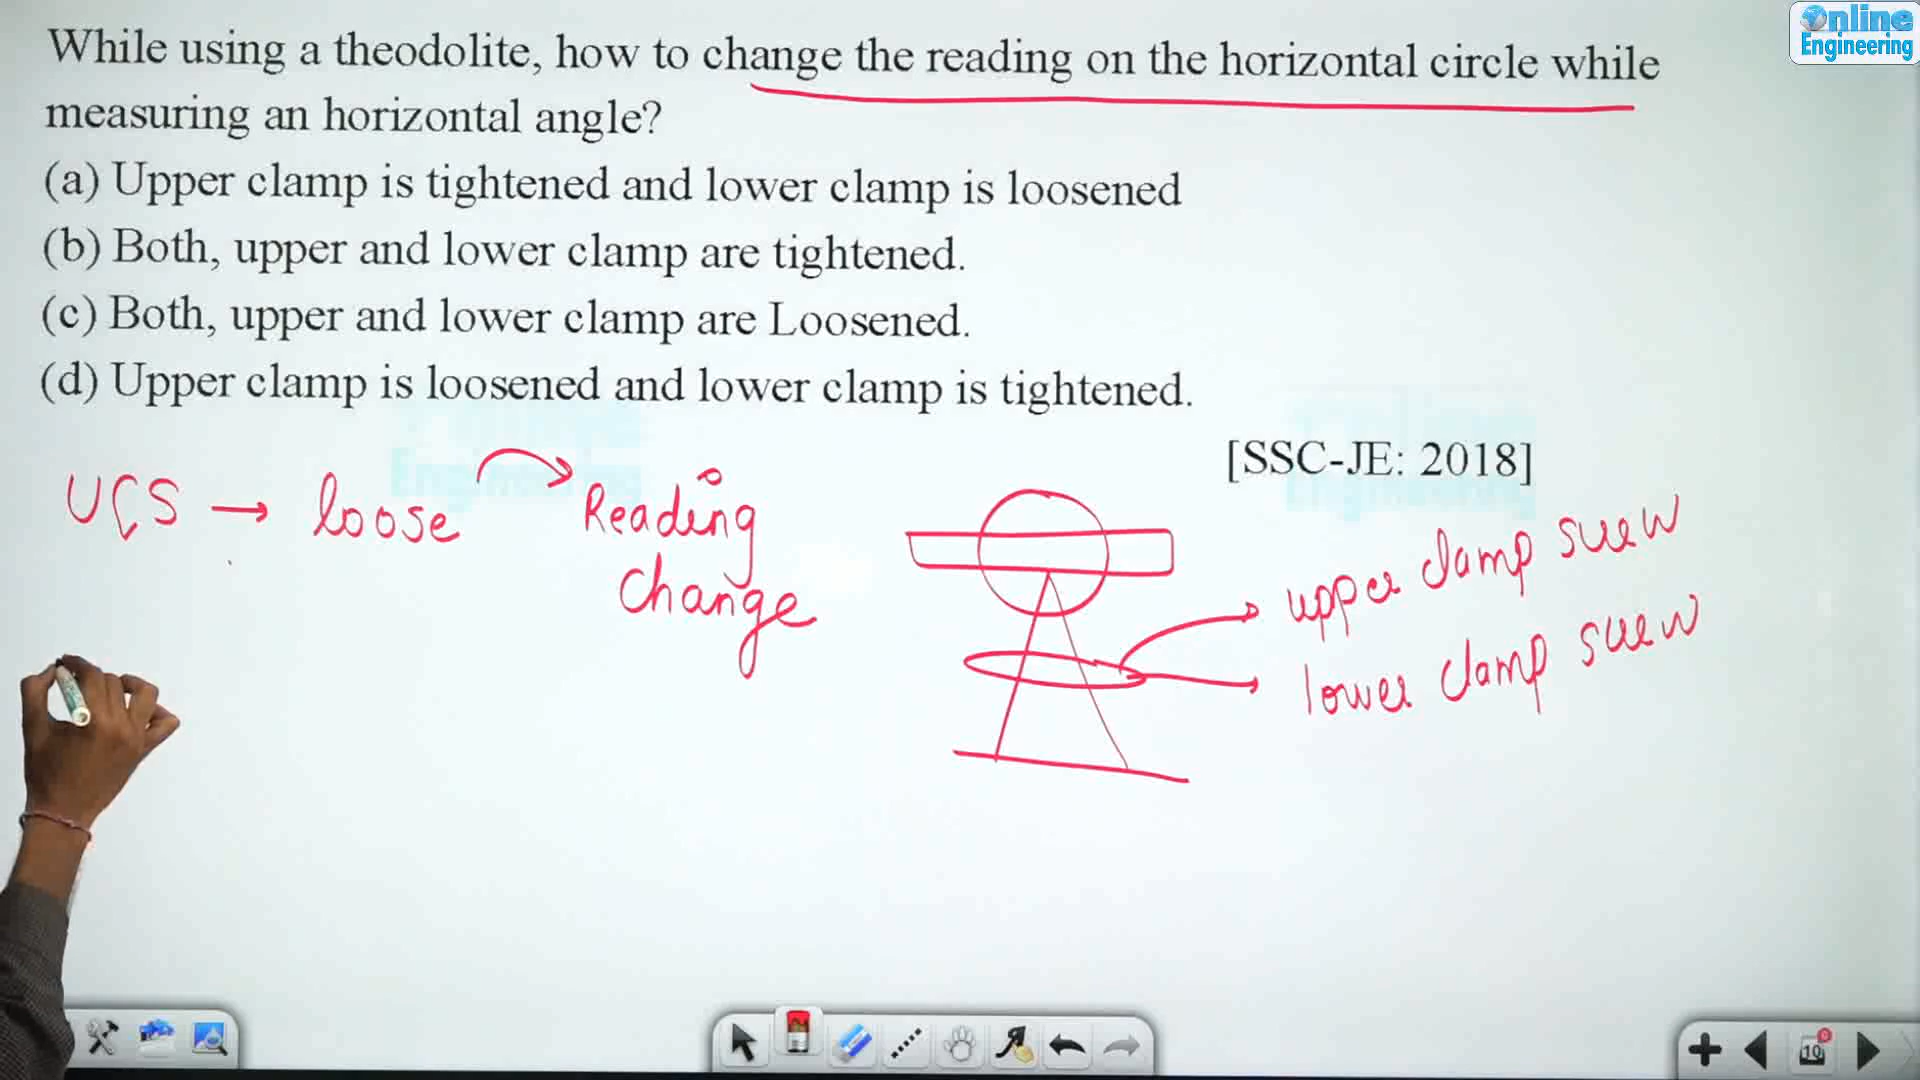 Online
Engineering
While using a theodolite, how to change the reading on the horizontal circle while
measuring an horizontal angle?
(a) Upper clamp is tightened and lower clamp is loosened
(b) Both, upper and lower clamp are tightened.
(c) Both, upper and lower clamp are Loosened.
(d) Upper clamp is loosened and lower clamp is tightened.
[SSC-JE: 2018]
Online
Engineering
UCS → loose Reading
Change
upper clamp screw
lower clamp screw
10